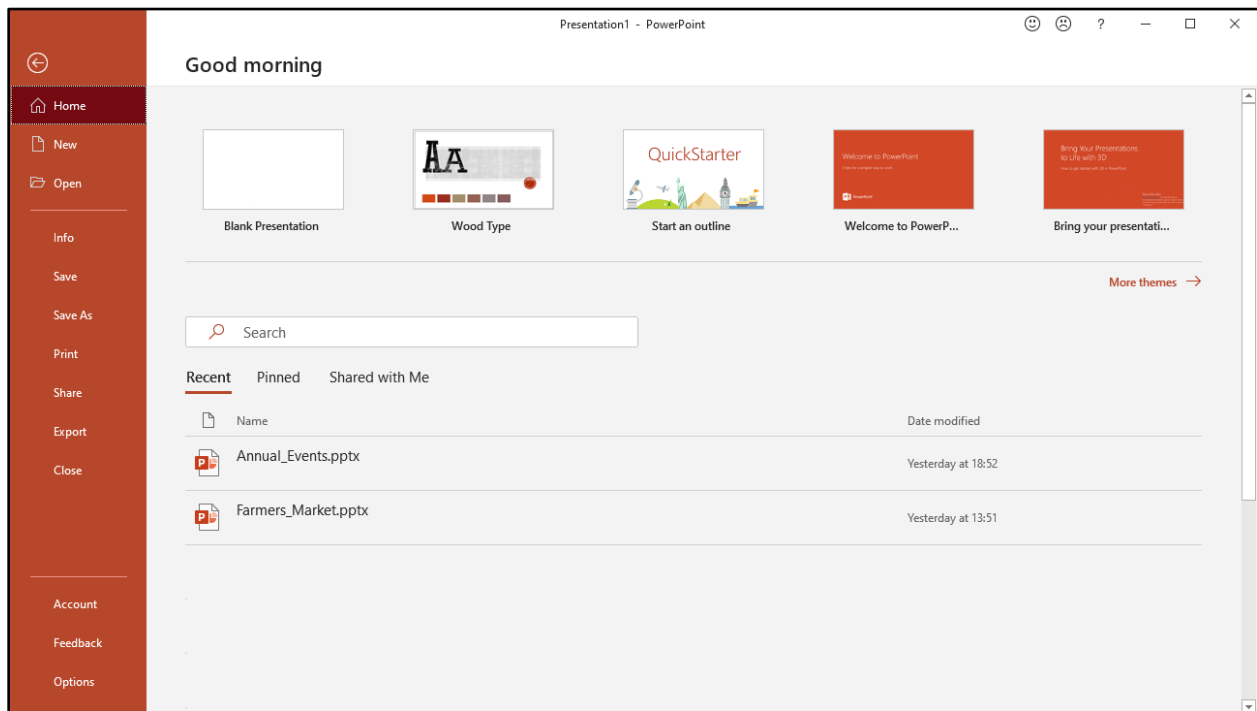 Presentation1 - PowerPoint
?
Good morning
Home
New
Open
Info
Save
Save As
Print
Share
Export
Close
Account
Feedback
Options
Aa
QuickStarter
Welcome to PowerPoint
PowerPoint
Bring Your Presentations
to Life with 3D
Blank Presentation
Wood Type
Start an outline
Welcome to PowerP...
Bring your presentati...
More themes
Search
Recent Pinned Shared with Me
Name Date modified
Annual_Events.pptx Yesterday at 18:52
Farmers_Market.pptx Yesterday at 13:51